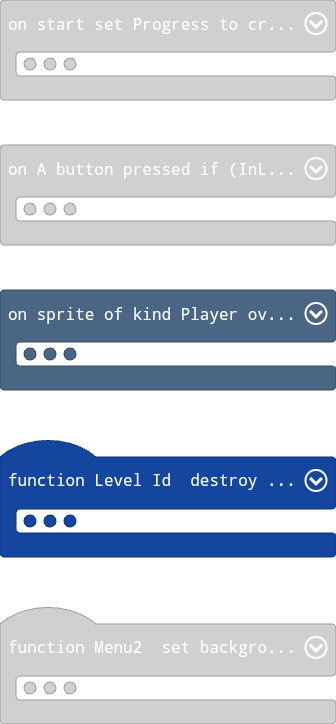 on start set Progress to cr...
on A button pressed if (InL...
on sprite of kind Player ov...
function Level Id  destroy ...
function Menu2  set backgro...